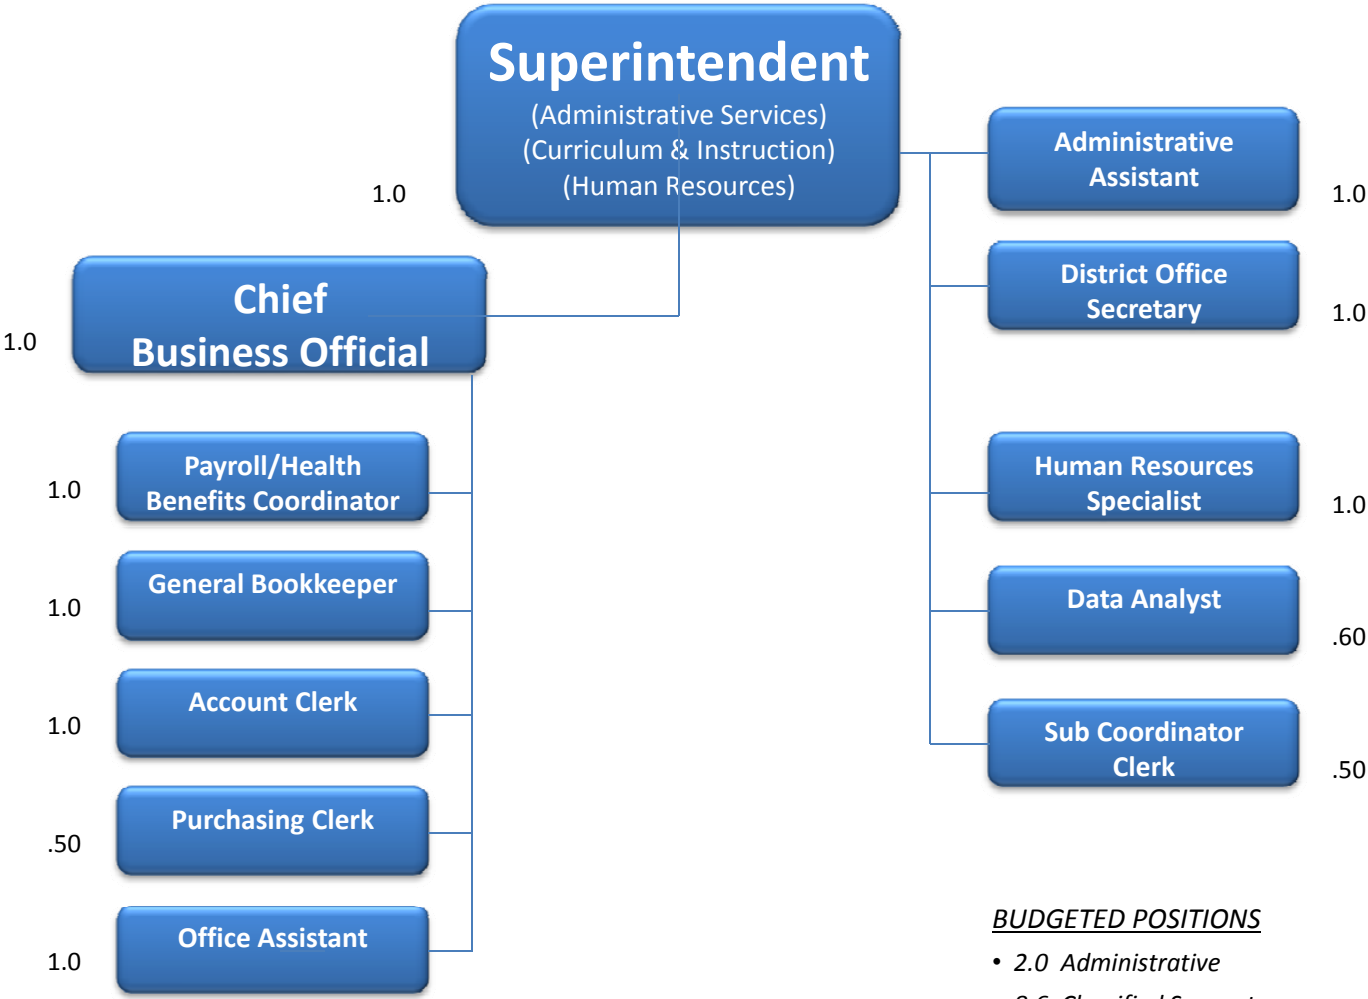 Superintendent
(Administrative Services)
(Curriculum & Instruction)
(Human Resources)
1.0
Administrative
Assistant
1.0
District Office
Secretary
1.0
Chief
Business Official
1.0
Payroll/Health
Benefits Coordinator
1.0
Human Resources
Specialist
1.0
General Bookkeeper
1.0
Data Analyst
.60
Account Clerk
1.0
Sub Coordinator
Clerk
.50
Purchasing Clerk
.50
Office Assistant
1.0
BUDGETED POSITIONS
• 2.0 Administrative